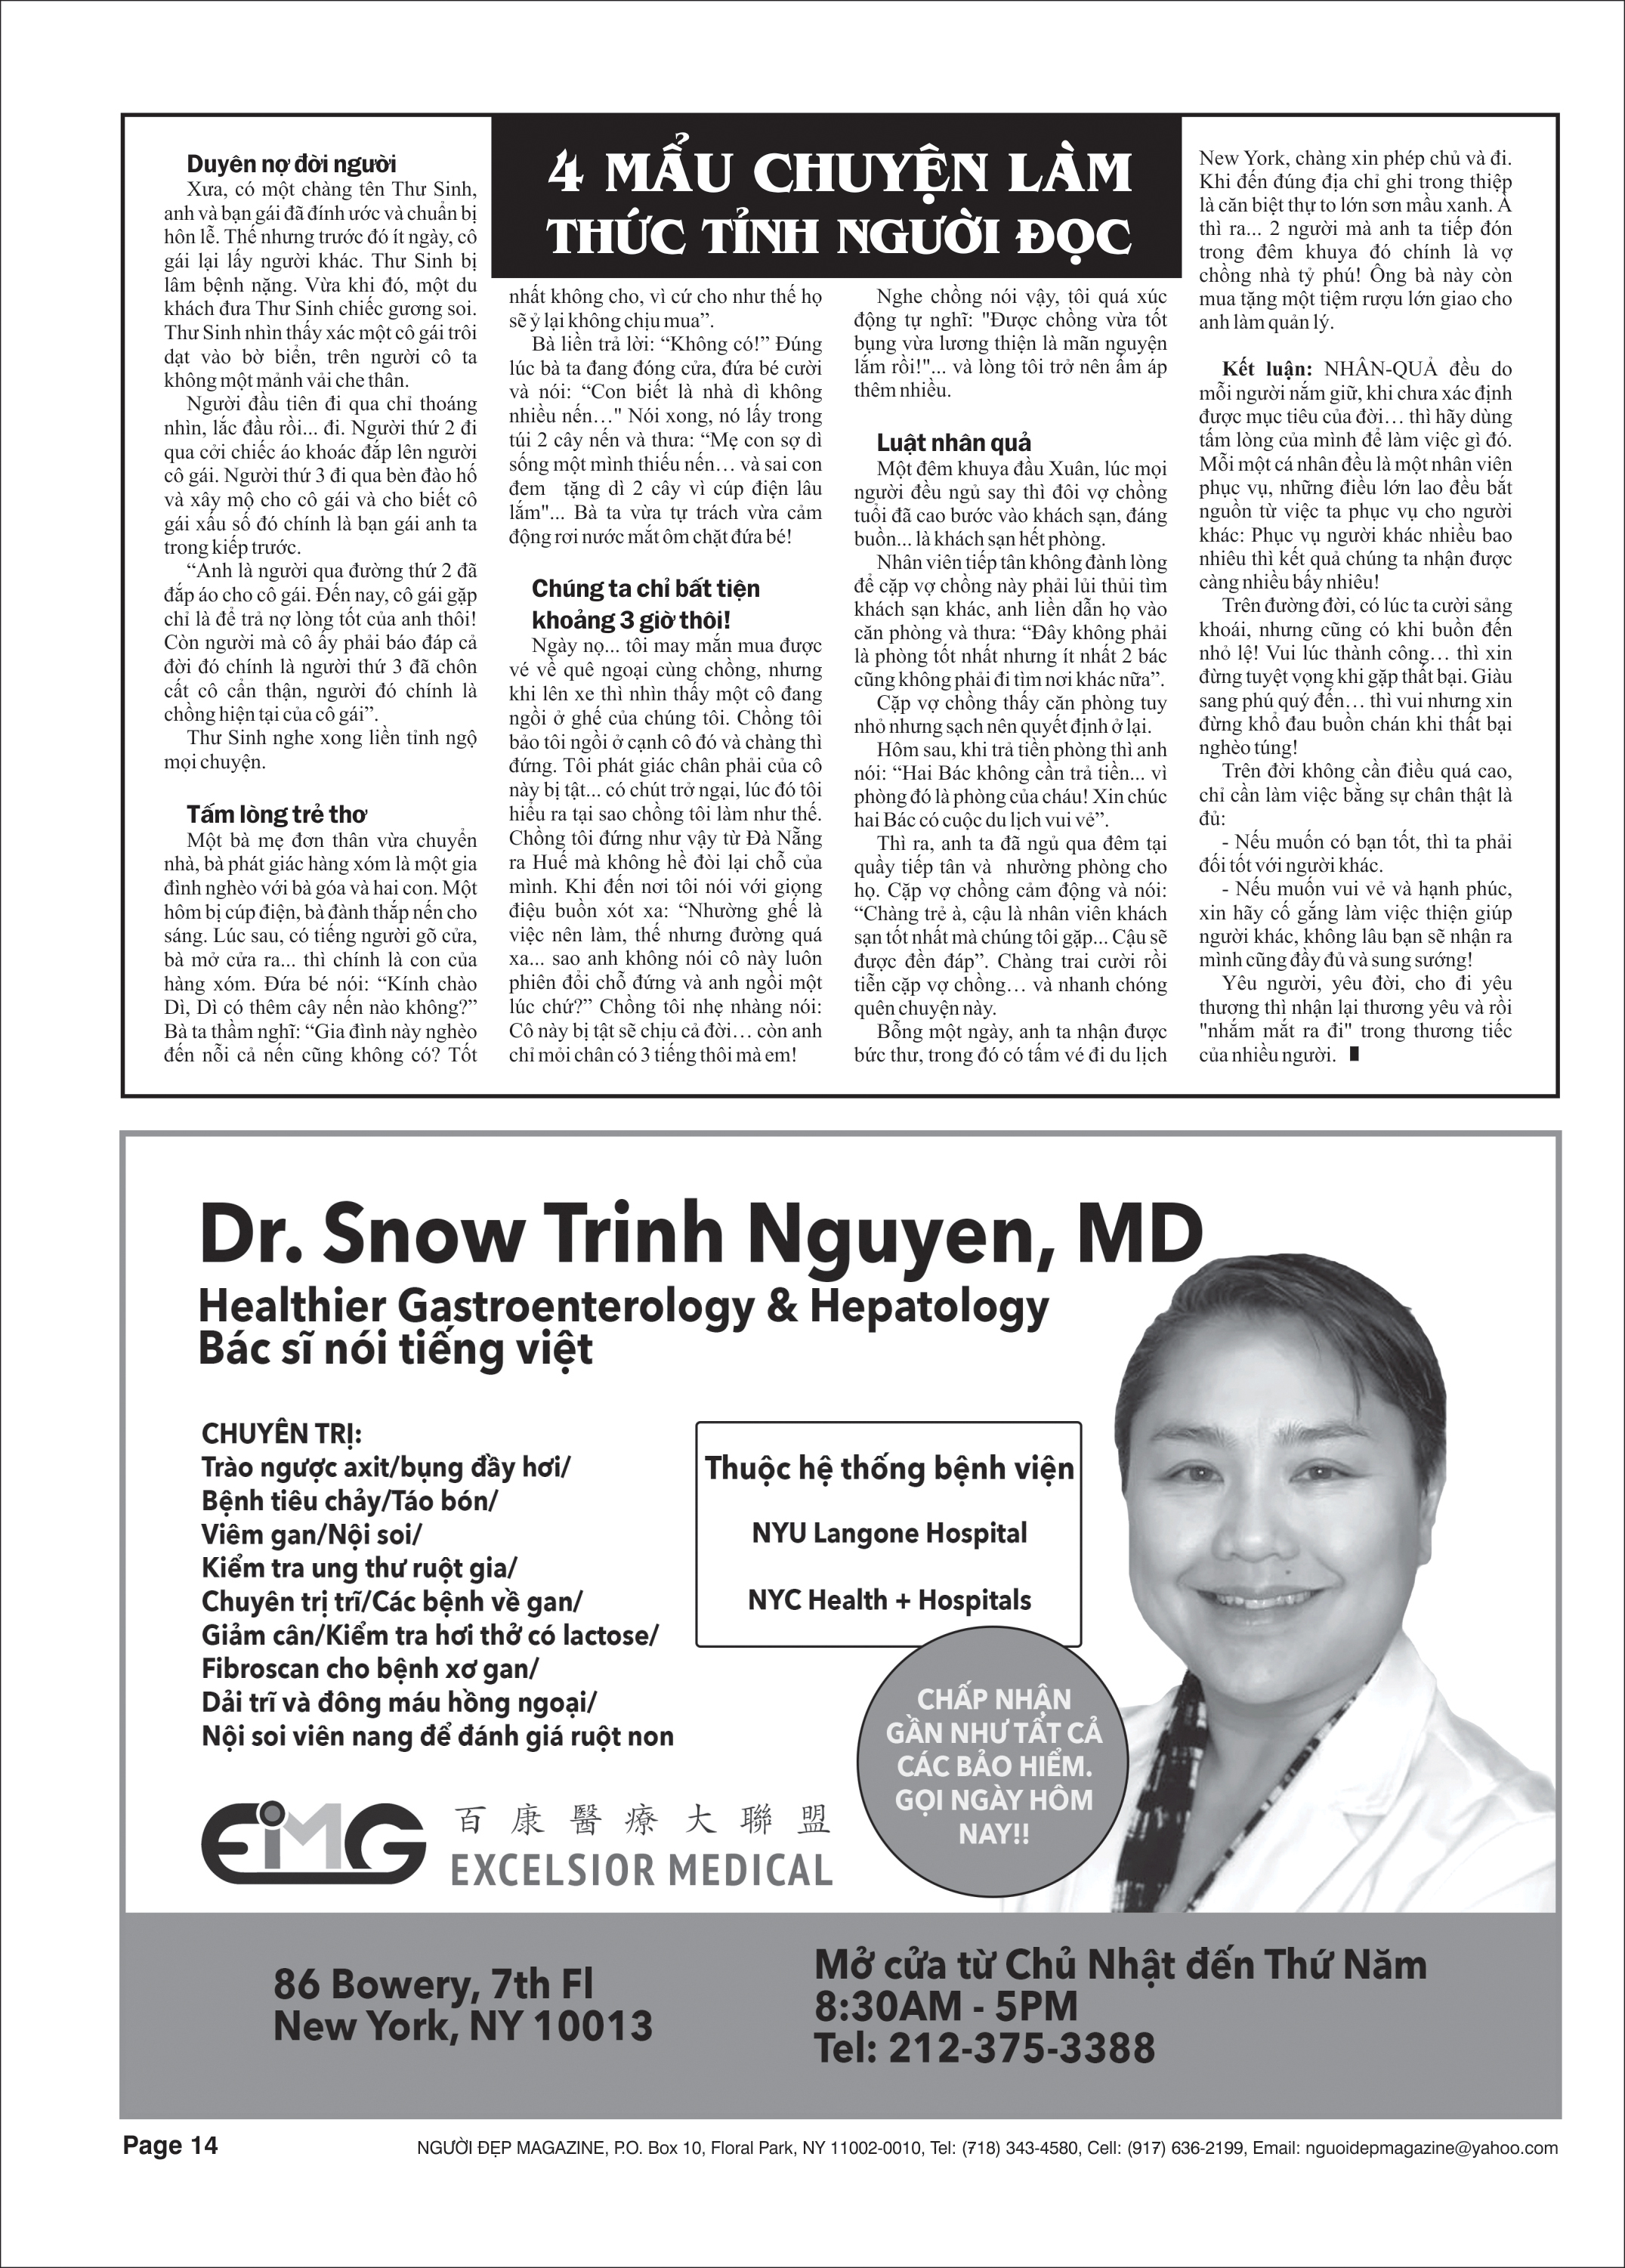 4 MẨU CHUYỆN LÀM
THỨC TỈNH NGƯỜI ĐỌC
Duyên nợ đời người
Xưa, có một chàng tên Thư Sinh,
anh và bạn gái đã đính ước và chuẩn bị
hôn lễ. Thế nhưng trước đó ít ngày, cô
gái lại lấy người khác. Thư Sinh bị
lâm bệnh nặng. Vừa khi đó, một du
khách đưa Thư Sinh chiếc gương soi.
Thư Sinh nhìn thấy xác một cô gái trôi
dạt vào bờ biển, trên người cô ta
không một mảnh vải che thân.
Người đầu tiên đi qua chỉ thoáng
nhìn, lắc đầu rồi... đi. Người thứ 2 đi
qua cởi chiếc áo khoác đắp lên người
cô gái. Người thứ 3 đi qua bèn đào hố
và xây mộ cho cô gái và cho biết cô
gái xấu số đó chính là bạn gái anh ta
trong kiếp trước.
“Anh là người qua đường thứ 2 đã
đắp áo cho cô gái. Đến nay, cô gái gặp
chỉ là để trả nợ lòng tốt của anh thôi!
Còn người mà cô ấy phải báo đáp cả
đời đó chính là người thứ 3 đã chôn
cất cô cẩn thận, người đó chính là
chồng hiện tại của cô gái”.
Thư Sinh nghe xong liền tỉnh ngộ
mọi chuyện.
Tấm lòng trẻ thơ
Một bà mẹ đơn thân vừa chuyển
nhà, bà phát giác hàng xóm là một gia
đình nghèo với bà góa và hai con. Một
hôm bị cúp điện, bà đành thắp nến cho
sáng. Lúc sau, có tiếng người gõ cửa,
bà mở cửa ra... thì chính là con của
hàng xóm. Đứa bé nói: “Kính chào
Dì, Dì có thêm cây nến nào không?”
Bà ta thầm nghĩ: “Gia đình này nghèo
đến nỗi cả nến cũng không có? Tốt
nhất không cho, vì cứ cho như thế họ
sẽ ỷ lại không chịu mua”.
Bà liền trả lời: “Không có!” Đúng
lúc bà ta đang đóng cửa, đứa bé cười
và nói: “Con biết là nhà dì không
nhiều nến…" Nói xong, nó lấy trong
túi 2 cây nến và thưa: “Mẹ con sợ dì
sống một mình thiếu nến… và sai con
đem tặng dì 2 cây vì cúp điện lâu
lắm"... Bà ta vừa tự trách vừa cảm
động rơi nước mắt ôm chặt đứa bé!
Chúng ta chỉ bất tiện
khoảng 3 giờ thôi!
Ngày nọ... tôi may mắn mua được
vé về quê ngoại cùng chồng, nhưng
khi lên xe thì nhìn thấy một cô đang
ngồi ở ghế của chúng tôi. Chồng tôi
bảo tôi ngồi ở cạnh cô đó và chàng thì
đứng. Tôi phát giác chân phải của cô
này bị tật... có chút trở ngại, lúc đó tôi
hiểu ra tại sao chồng tôi làm như thế.
Chồng tôi đứng như vậy từ Đà Nẵng
ra Huế mà không hề đòi lại chỗ của
mình. Khi đến nơi tôi nói với giọng
điệu buồn xót xa: “Nhường ghế là
việc nên làm, thế nhưng đường quá
xa... sao anh không nói cô này luôn
phiên đổi chỗ đứng và anh ngồi một
lúc chứ?” Chồng tôi nhẹ nhàng nói:
Cô này bị tật sẽ chịu cả đời… còn anh
chỉ mỏi chân có 3 tiếng thôi mà em!
Nghe chồng nói vậy, tôi quá xúc
động tự nghĩ: "Được chồng vừa tốt
bụng vừa lương thiện là mãn nguyện
lắm rồi!"... và lòng tôi trở nên ấm áp
thêm nhiều.
Luật nhân quả
Một đêm khuya đầu Xuân, lúc mọi
người đều ngủ say thì đôi vợ chồng
tuổi đã cao bước vào khách sạn, đáng
buồn... là khách sạn hết phòng.
Nhân viên tiếp tân không đành lòng
để cặp vợ chồng này phải lủi thủi tìm
khách sạn khác, anh liền dẫn họ vào
căn phòng và thưa: “Đây không phải
là phòng tốt nhất nhưng ít nhất 2 bác
cũng không phải đi tìm nơi khác nữa”.
Cặp vợ chồng thấy căn phòng tuy
nhỏ nhưng sạch nên quyết định ở lại.
Hôm sau, khi trả tiền phòng thì anh
nói: “Hai Bác không cần trả tiền... vì
phòng đó là phòng của cháu! Xin chúc
hai Bác có cuộc du lịch vui vẻ”.
Thì ra, anh ta đã ngủ qua đêm tại
quầy tiếp tân và nhường phòng cho
họ. Cặp vợ chồng cảm động và nói:
“Chàng trẻ à, cậu là nhân viên khách
sạn tốt nhất mà chúng tôi gặp... Cậu sẽ
được đền đáp”. Chàng trai cười rồi
tiễn cặp vợ chồng… và nhanh chóng
quên chuyện này.
Bỗng một ngày, anh ta nhận được
bức thư, trong đó có tấm vé đi du lịch
New York, chàng xin phép chủ và đi.
Khi đến đúng địa chỉ ghi trong thiệp
là căn biệt thự to lớn sơn mầu xanh. À
thì ra... 2 người mà anh ta tiếp đón
trong đêm khuya đó chính là vợ
chồng nhà tỷ phú! Ông bà này còn
mua tặng một tiệm rượu lớn giao cho
anh làm quản lý.
Kết luận: NHÂN-QUẢ đều do
mỗi người nắm giữ, khi chưa xác định
được mục tiêu của đời… thì hãy dùng
tấm lòng của mình để làm việc gì đó.
Mỗi một cá nhân đều là một nhân viên
phục vụ, những điều lớn lao đều bắt
nguồn từ việc ta phục vụ cho người
khác: Phục vụ người khác nhiều bao
nhiêu thì kết quả chúng ta nhận được
càng nhiều bấy nhiêu!
Trên đường đời, có lúc ta cười sảng
khoái, nhưng cũng có khi buồn đến
nhỏ lệ! Vui lúc thành công… thì xin
đừng tuyệt vọng khi gặp thất bại. Giàu
sang phú quý đến… thì vui nhưng xin
đừng khổ đau buồn chán khi thất bại
nghèo túng!
Trên đời không cần điều quá cao,
chỉ cần làm việc bằng sự chân thật là
đủ:
- Nếu muốn có bạn tốt, thì ta phải
đối tốt với người khác.
- Nếu muốn vui vẻ và hạnh phúc,
xin hãy cố gắng làm việc thiện giúp
người khác, không lâu bạn sẽ nhận ra
mình cũng đầy đủ và sung sướng!
Yêu người, yêu đời, cho đi yêu
thương thì nhận lại thương yêu và rồi
"nhắm mắt ra đi" trong thương tiếc
của nhiều người.
Dr. Snow Trinh Nguyen, MD
Healthier Gastroenterology & Hepatology
Bác sĩ nói tiếng việt
CHUYÊN TRỊ:
Trào ngược axit/bụng đầy hơi/
Bệnh tiêu chảy/Táo bón/
Viêm gan/Nội soi/
Kiểm tra ung thư ruột gia/
Chuyên trị trĩ/Các bệnh về gan/
Giảm cân/Kiểm tra hơi thở có lactose/
Fibroscan cho bệnh xơ gan/
Dải trĩ và đông máu hồng ngoại/
Nội soi viên nang để đánh giá ruột non
Thuộc hệ thống bệnh viện
NYU Langone Hospital
NYC Health + Hospitals
CHẤP NHẬN
GẦN NHƯ TẤT CẢ
CÁC BẢO HIỂM.
GỌI NGÀY HÔM
NAY!!
EiMG
百康醫療大聯盟
EXCELSIOR MEDICAL
86 Bowery, 7th Fl
New York, NY 10013
Mở cửa từ Chủ Nhật đến Thứ Năm
8:30AM - 5PM
Tel: 212-375-3388
Page 14
NGƯỜI ĐẸP MAGAZINE, P.O. Box 10, Floral Park, NY 11002-0010, Tel: (718) 343-4580, Cell: (917) 636-2199, Email: nguoidepmagazine@yahoo.com